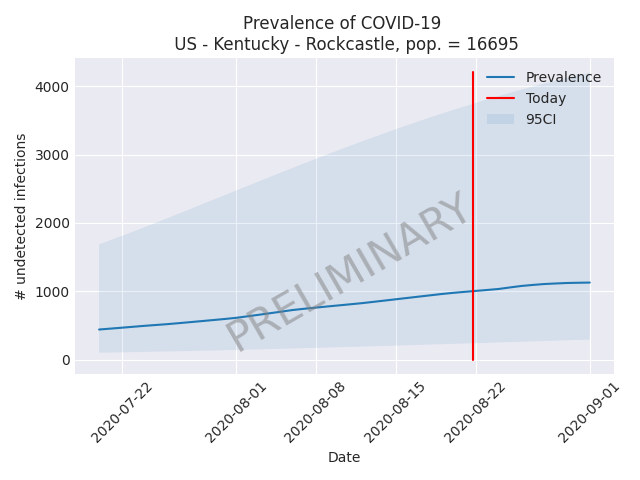 Prevalence of COVID-19
US - Kentucky - Rockcastle, pop. = 16695
# undetected infections
4000
3000
2000
1000
0
Prevalence
Today
95CI
PRELIMINARY
2020-07-22
2020-08-01
2020-08-08
2020-08-15
2020-08-22
2020-09-01
Date